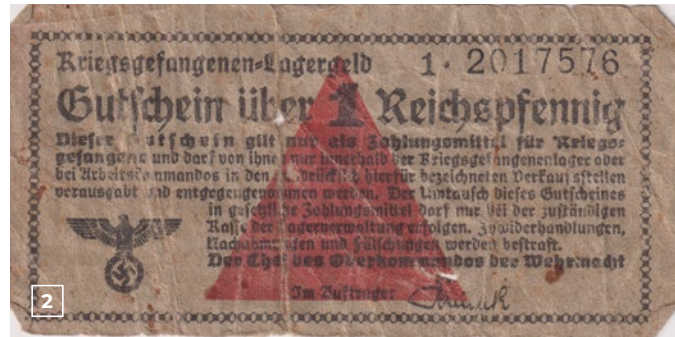 Kriegsgefangenen-Lagergeld 1· 2017576
Gutschein über 1 Reichspfennig
Dieser Gutschein gilt nur als Zahlungsmittel für Kriegs-
gefangene und darf von ihnen nur innerhalb der Kriegsgefangenenlager oder
bei Arbeitskommandos in den ausdrücklich hierfür bezeichneten Verkaufsstellen
verausgabt und entgegengenommen werden. Der Umtausch dieses Gutscheines
in gesetzliche Zahlungsmittel darf nur bei der zuständigen
Kasse der Lagerverwaltung erfolgen. Zuwiderhandlungen,
Nachahmungen und Fälschungen werden bestraft.
Der Chef des Oberkommandos der Wehrmacht
Im Auftrage:
2